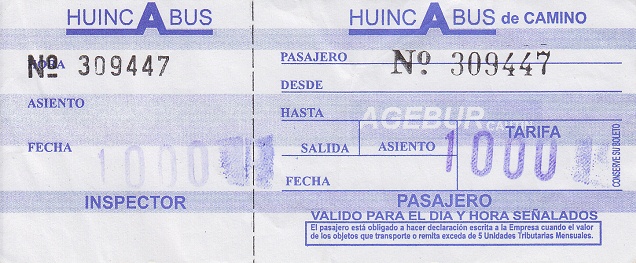 HUINCABUS
Nº 309447
ASIENTO
FECHA
1000
INSPECTOR
HUINCABUS de CAMINO
PASAJERO Nº 309447
DESDE
HASTA
AGEBUR
SALIDA ASIENTO TARIFA
1000
FECHA
CONSERVE SU BOLETO
PASAJERO
VALIDO PARA EL DIA Y HORA SEÑALADOS
El pasajero está obligado a hacer declaración escrita a la Empresa cuando el valor
de los objetos que transporte o remita exceda de 5 Unidades Tributarias Mensuales.